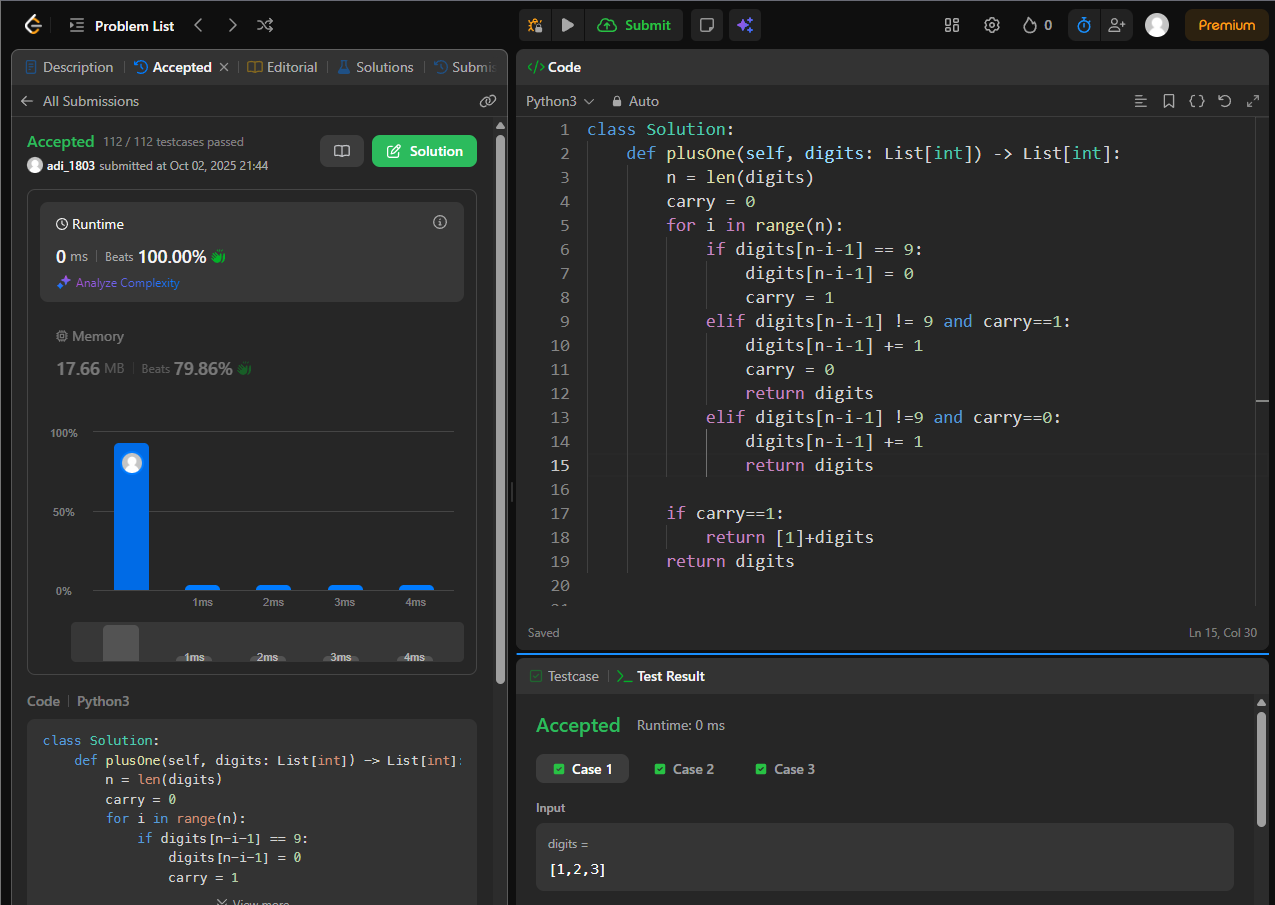 Problem List
Submit
0
Premium
Description
Accepted
Editorial
Solutions
Submis
All Submissions
Accepted 112 / 112 testcases passed
adi_1803 submitted at Oct 02, 2025 21:44
Solution
Runtime
0 ms Beats 100.00%
Analyze Complexity
Memory
17.66 MB Beats 79.86%
100%
50%
0%
1ms 2ms 3ms 4ms
1ms 2ms 3ms 4ms
Code Python3
class Solution:
    def plusOne(self, digits: List[int]) -> List[int]:
        n = len(digits)
        carry = 0
        for i in range(n):
            if digits[n-i-1] == 9:
                digits[n-i-1] = 0
                carry = 1
View more
</> Code
Python3 Auto
1 class Solution:
2     def plusOne(self, digits: List[int]) -> List[int]:
3         n = len(digits)
4         carry = 0
5         for i in range(n):
6             if digits[n-i-1] == 9:
7                 digits[n-i-1] = 0
8                 carry = 1
9             elif digits[n-i-1] != 9 and carry==1:
10                 digits[n-i-1] += 1
11                 carry = 0
12                 return digits
13             elif digits[n-i-1] !=9 and carry==0:
14                 digits[n-i-1] += 1
15                 return digits
16
17         if carry==1:
18             return [1]+digits
19         return digits
20
Saved
Ln 15, Col 30
Testcase
Test Result
Accepted Runtime: 0 ms
Case 1 Case 2 Case 3
Input
digits =
[1,2,3]